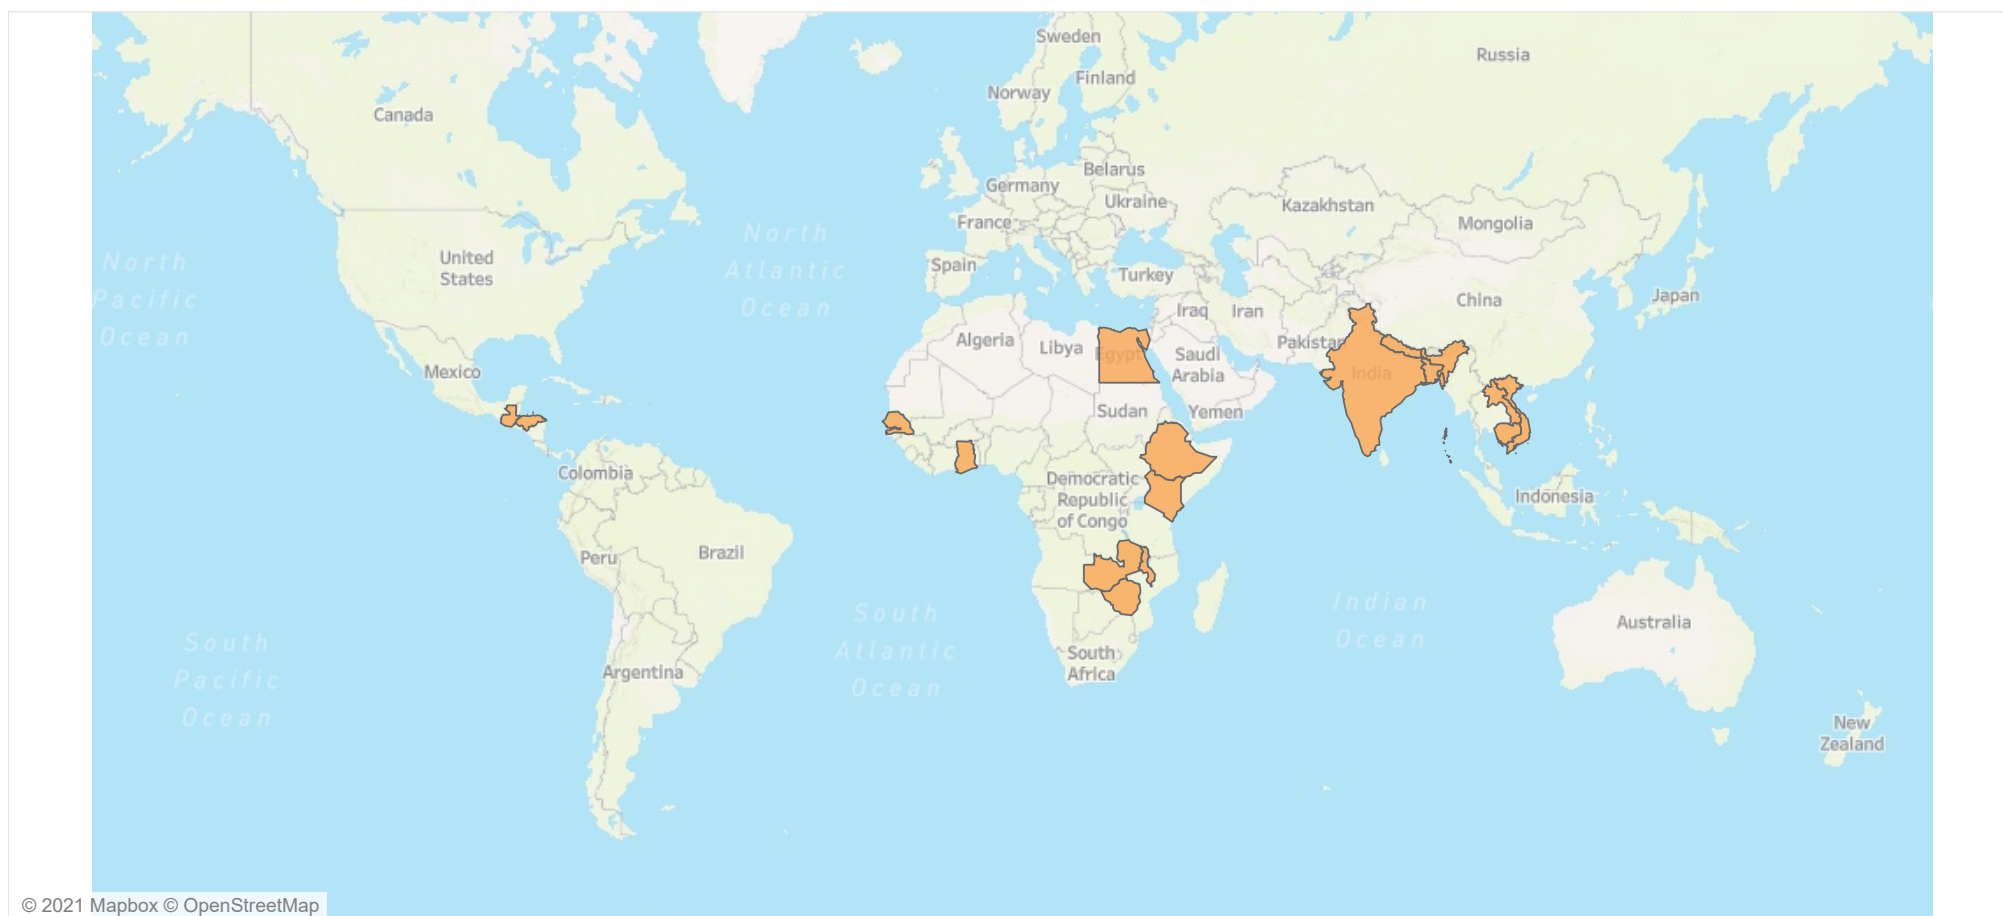 Sweden
Russia
Finland
Norway
Canada
Belarus
Germany
Ukraine
Kazakhstan
France
Mongolia
North
Atlantic
Ocean
United
States
Spain
Turkey
North
Pacific
Ocean
China
Japan
Iraq
Iran
Algeria
Libya
Egypt
Pakistan
Saudi
Arabia
India
Mexico
Sudan
Yemen
Colombia
Democratic
Republic
of Congo
Indonesia
Peru
Brazil
South
Atlantic
Ocean
Indian
Ocean
Australia
South
Pacific
Ocean
South
Africa
Argentina
New
Zealand
© 2021 Mapbox © OpenStreetMap